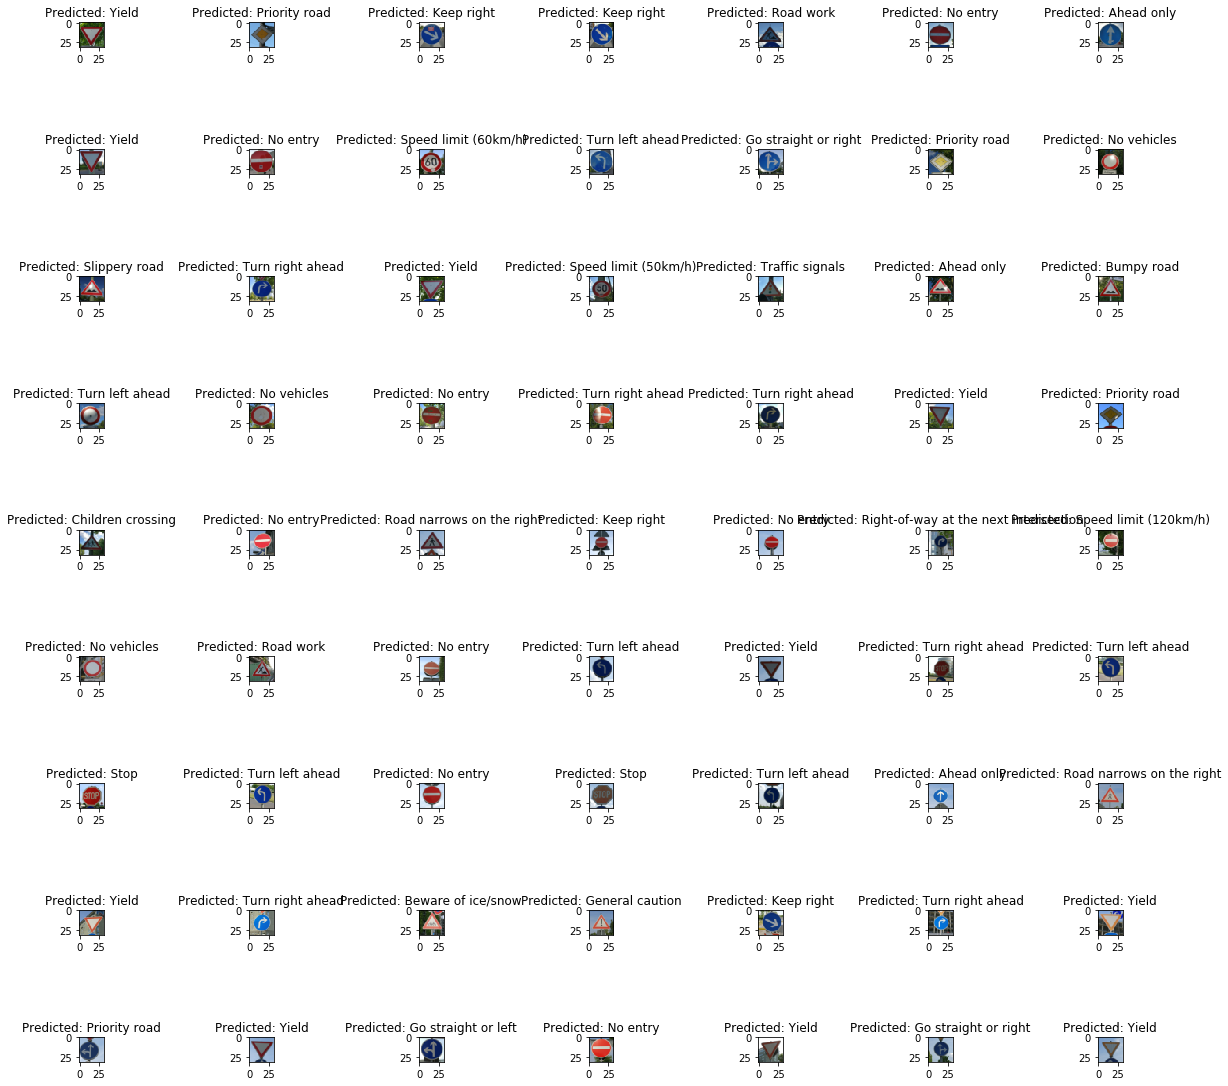 Predicted: Yield Predicted: Priority road Predicted: Keep right Predicted: Keep right Predicted: Road work Predicted: No entry Predicted: Ahead only
0 0 0 0 0 0 0
25 25 25 25 25 25 25
0 25 0 25 0 25 0 25 0 25 0 25 0 25
Predicted: Yield Predicted: No entry Predicted: Speed limit (60km/h) Predicted: Turn left ahead Predicted: Go straight or right Predicted: Priority road Predicted: No vehicles
0 0 0 0 0 0 0
60
25 25 25 25 25 25 25
0 25 0 25 0 25 0 25 0 25 0 25 0 25
Predicted: Slippery road Predicted: Turn right ahead Predicted: Yield Predicted: Speed limit (50km/h) Predicted: Traffic signals Predicted: Ahead only Predicted: Bumpy road
0 0 0 0 0 0 0
25 25 25 25 25 25 25
0 25 0 25 0 25 0 25 0 25 0 25 0 25
Predicted: Turn left ahead Predicted: No vehicles Predicted: No entry Predicted: Turn right ahead Predicted: Turn right ahead Predicted: Yield Predicted: Priority road
0 0 0 0 0 0 0
25 25 25 25 25 25 25
0 25 0 25 0 25 0 25 0 25 0 25 0 25
Predicted: Children crossing Predicted: No entry Predicted: Road narrows on the right Predicted: Keep right Predicted: No entry Predicted: Right-of-way at the next intersection Predicted: Speed limit (120km/h)
0 0 0 0 0 0 0
25 25 25 25 25 25 25
0 25 0 25 0 25 0 25 0 25 0 25 0 25
Predicted: No vehicles Predicted: Road work Predicted: No entry Predicted: Turn left ahead Predicted: Yield Predicted: Turn right ahead Predicted: Turn left ahead
0 0 0 0 0 0 0
STOP
25 25 25 25 25 25 25
0 25 0 25 0 25 0 25 0 25 0 25 0 25
Predicted: Stop Predicted: Turn left ahead Predicted: No entry Predicted: Stop Predicted: Turn left ahead Predicted: Ahead only Predicted: Road narrows on the right
0 0 0 0 0 0 0
STOP STOP
25 25 25 25 25 25 25
0 25 0 25 0 25 0 25 0 25 0 25 0 25
Predicted: Yield Predicted: Turn right ahead Predicted: Beware of ice/snow Predicted: General caution Predicted: Keep right Predicted: Turn right ahead Predicted: Yield
0 0 0 0 0 0 0
25 25 25 25 25 25 25
0 25 0 25 0 25 0 25 0 25 0 25 0 25
Predicted: Priority road Predicted: Yield Predicted: Go straight or left Predicted: No entry Predicted: Yield Predicted: Go straight or right Predicted: Yield
0 0 0 0 0 0 0
25 25 25 25 25 25 25
0 25 0 25 0 25 0 25 0 25 0 25 0 25